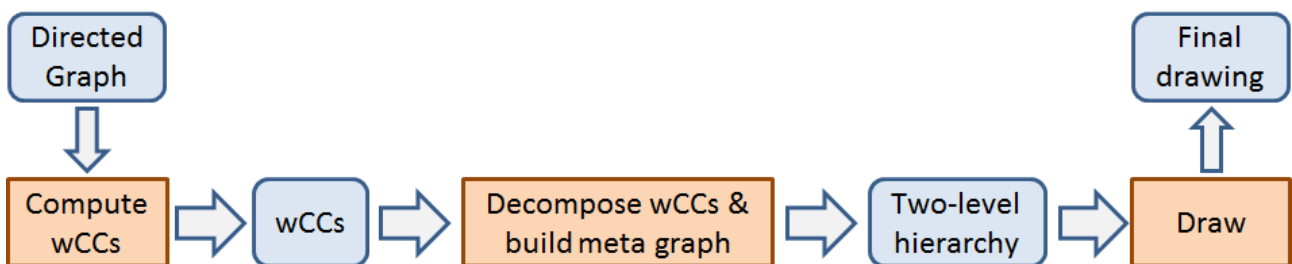 Directed
Graph
Final
drawing
Compute
wCCs
wCCs
Decompose wCCs &
build meta graph
Two-level
hierarchy
Draw